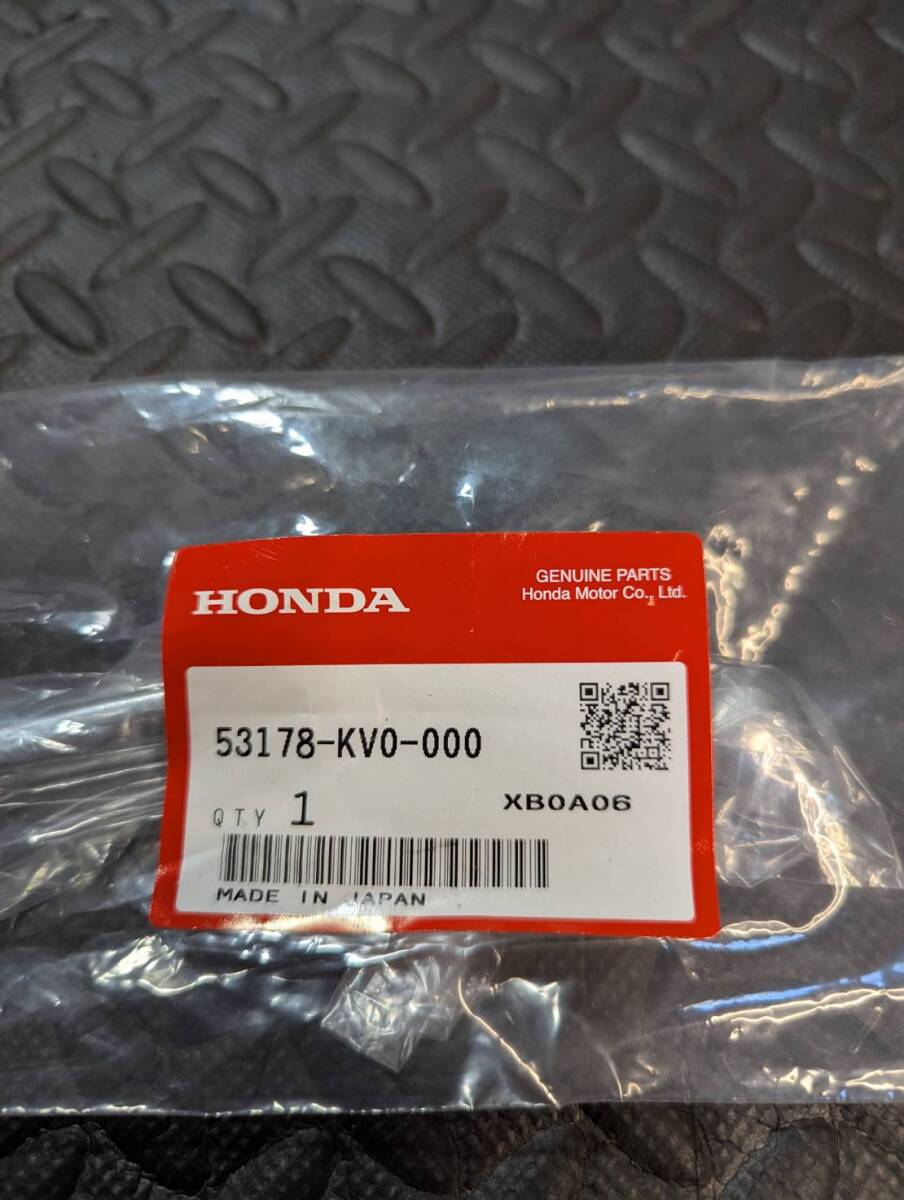 HONDA
GENUINE PARTS
Honda Motor Co., Ltd.
53178-KV0-000
QTY 1
XB0A06
MADE IN JAPAN